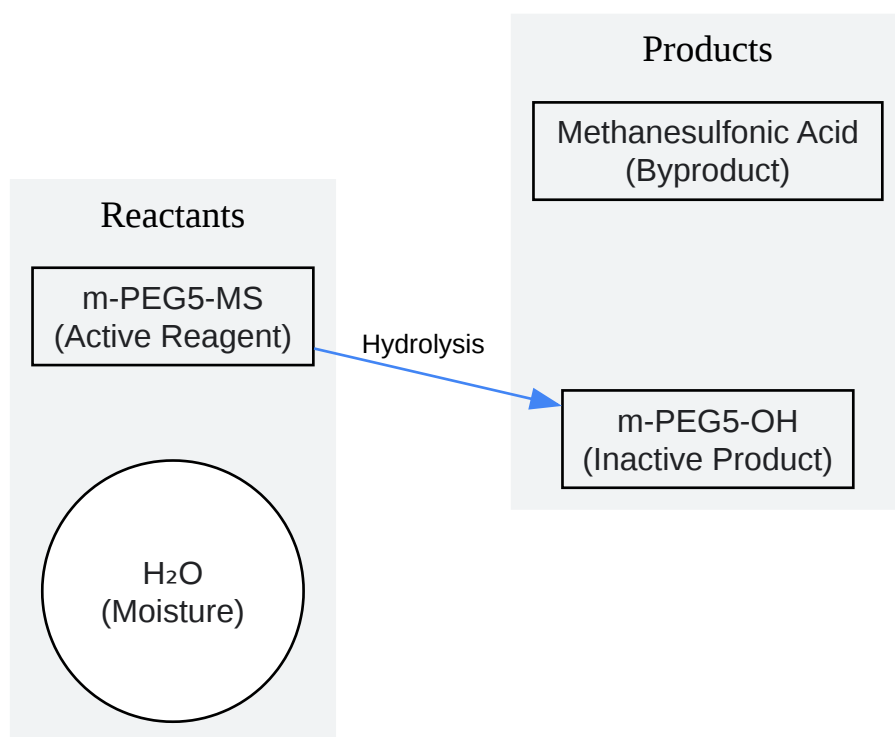 Products
Methanesulfonic Acid
(Byproduct)
Reactants
m-PEG5-MS
(Active Reagent)
Hydrolysis
m-PEG5-OH
(Inactive Product)
H₂O
(Moisture)